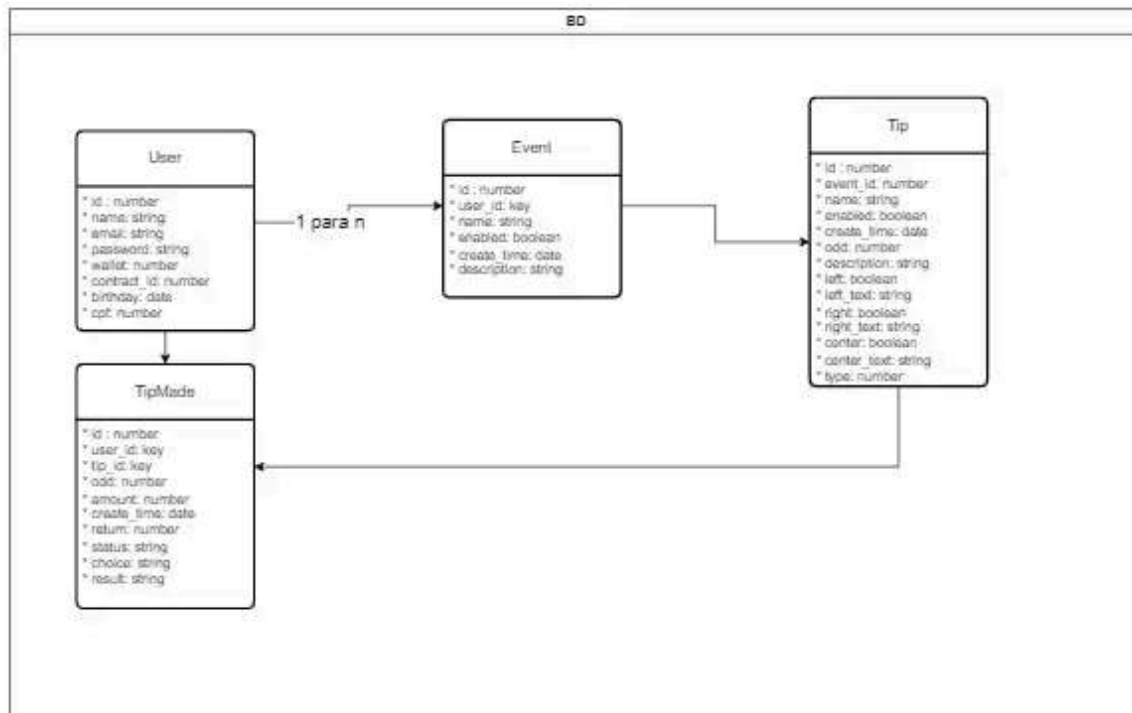 BD
User
* id : number
* name: string
* email: string
* password: string
* wallet: number
* contract_id: number
* birthday: date
* cpf: number
1 para n
Event
* id : number
* user_id: key
* name: string
* enabled: boolean
* create_time: date
* description: string
Tip
* id : number
* event_id: number
* name: string
* enabled: boolean
* create_time: date
* odd: number
* description: string
* left: boolean
* left_text: string
* right: boolean
* right_text: string
* center: boolean
* center_text: string
* type: number
TipMade
* id : number
* user_id: key
* tip_id: key
* odd: number
* amount: number
* create_time: date
* return: number
* status: string
* choice: string
* result: string